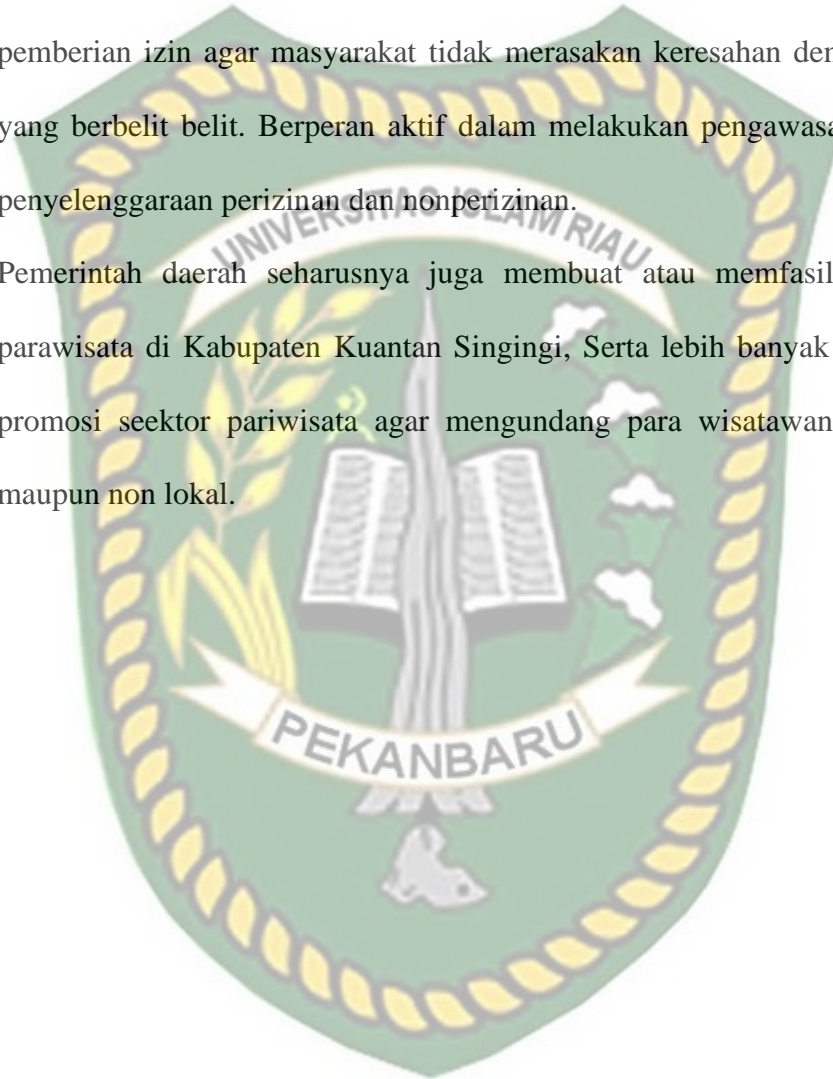 pemberian izin agar masyarakat tidak merasakan keresahan
yang berbelit belit. Berperan aktif dalam melakukan
penyelenggaraan perizinan dan nonperizinan.
UNIVERSITAS ISLAM RIAU
Pemerintah daerah seharusnya juga membuat atau
parawisata di Kabupaten Kuantan Singingi, Serta lebih banyak
promosi seektor pariwisata agar mengundang para wisatawan
maupun non lokal.
PEKANBARU